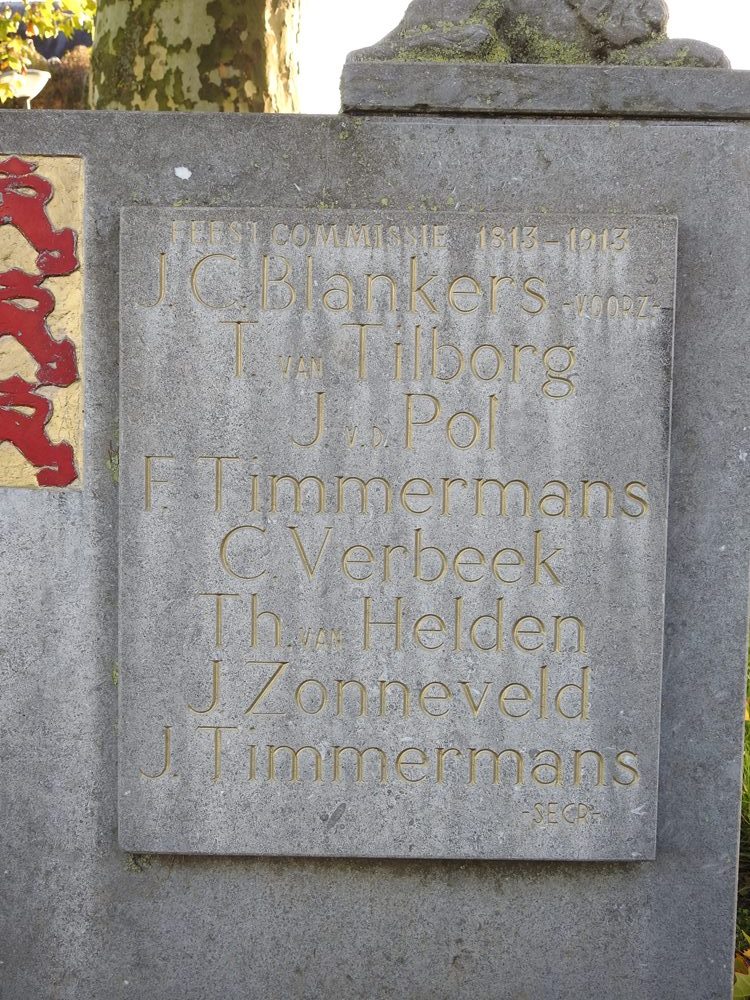 FEEST COMMISSIE 1813-1913
J. C. Blankers -VOORZ-
T. VAN Tilborg
J. V.D. Pol
F. Timmermans
C. Verbeek
Th. VAN Helden
J Zonneveld
J. Timmermans
-SECR-